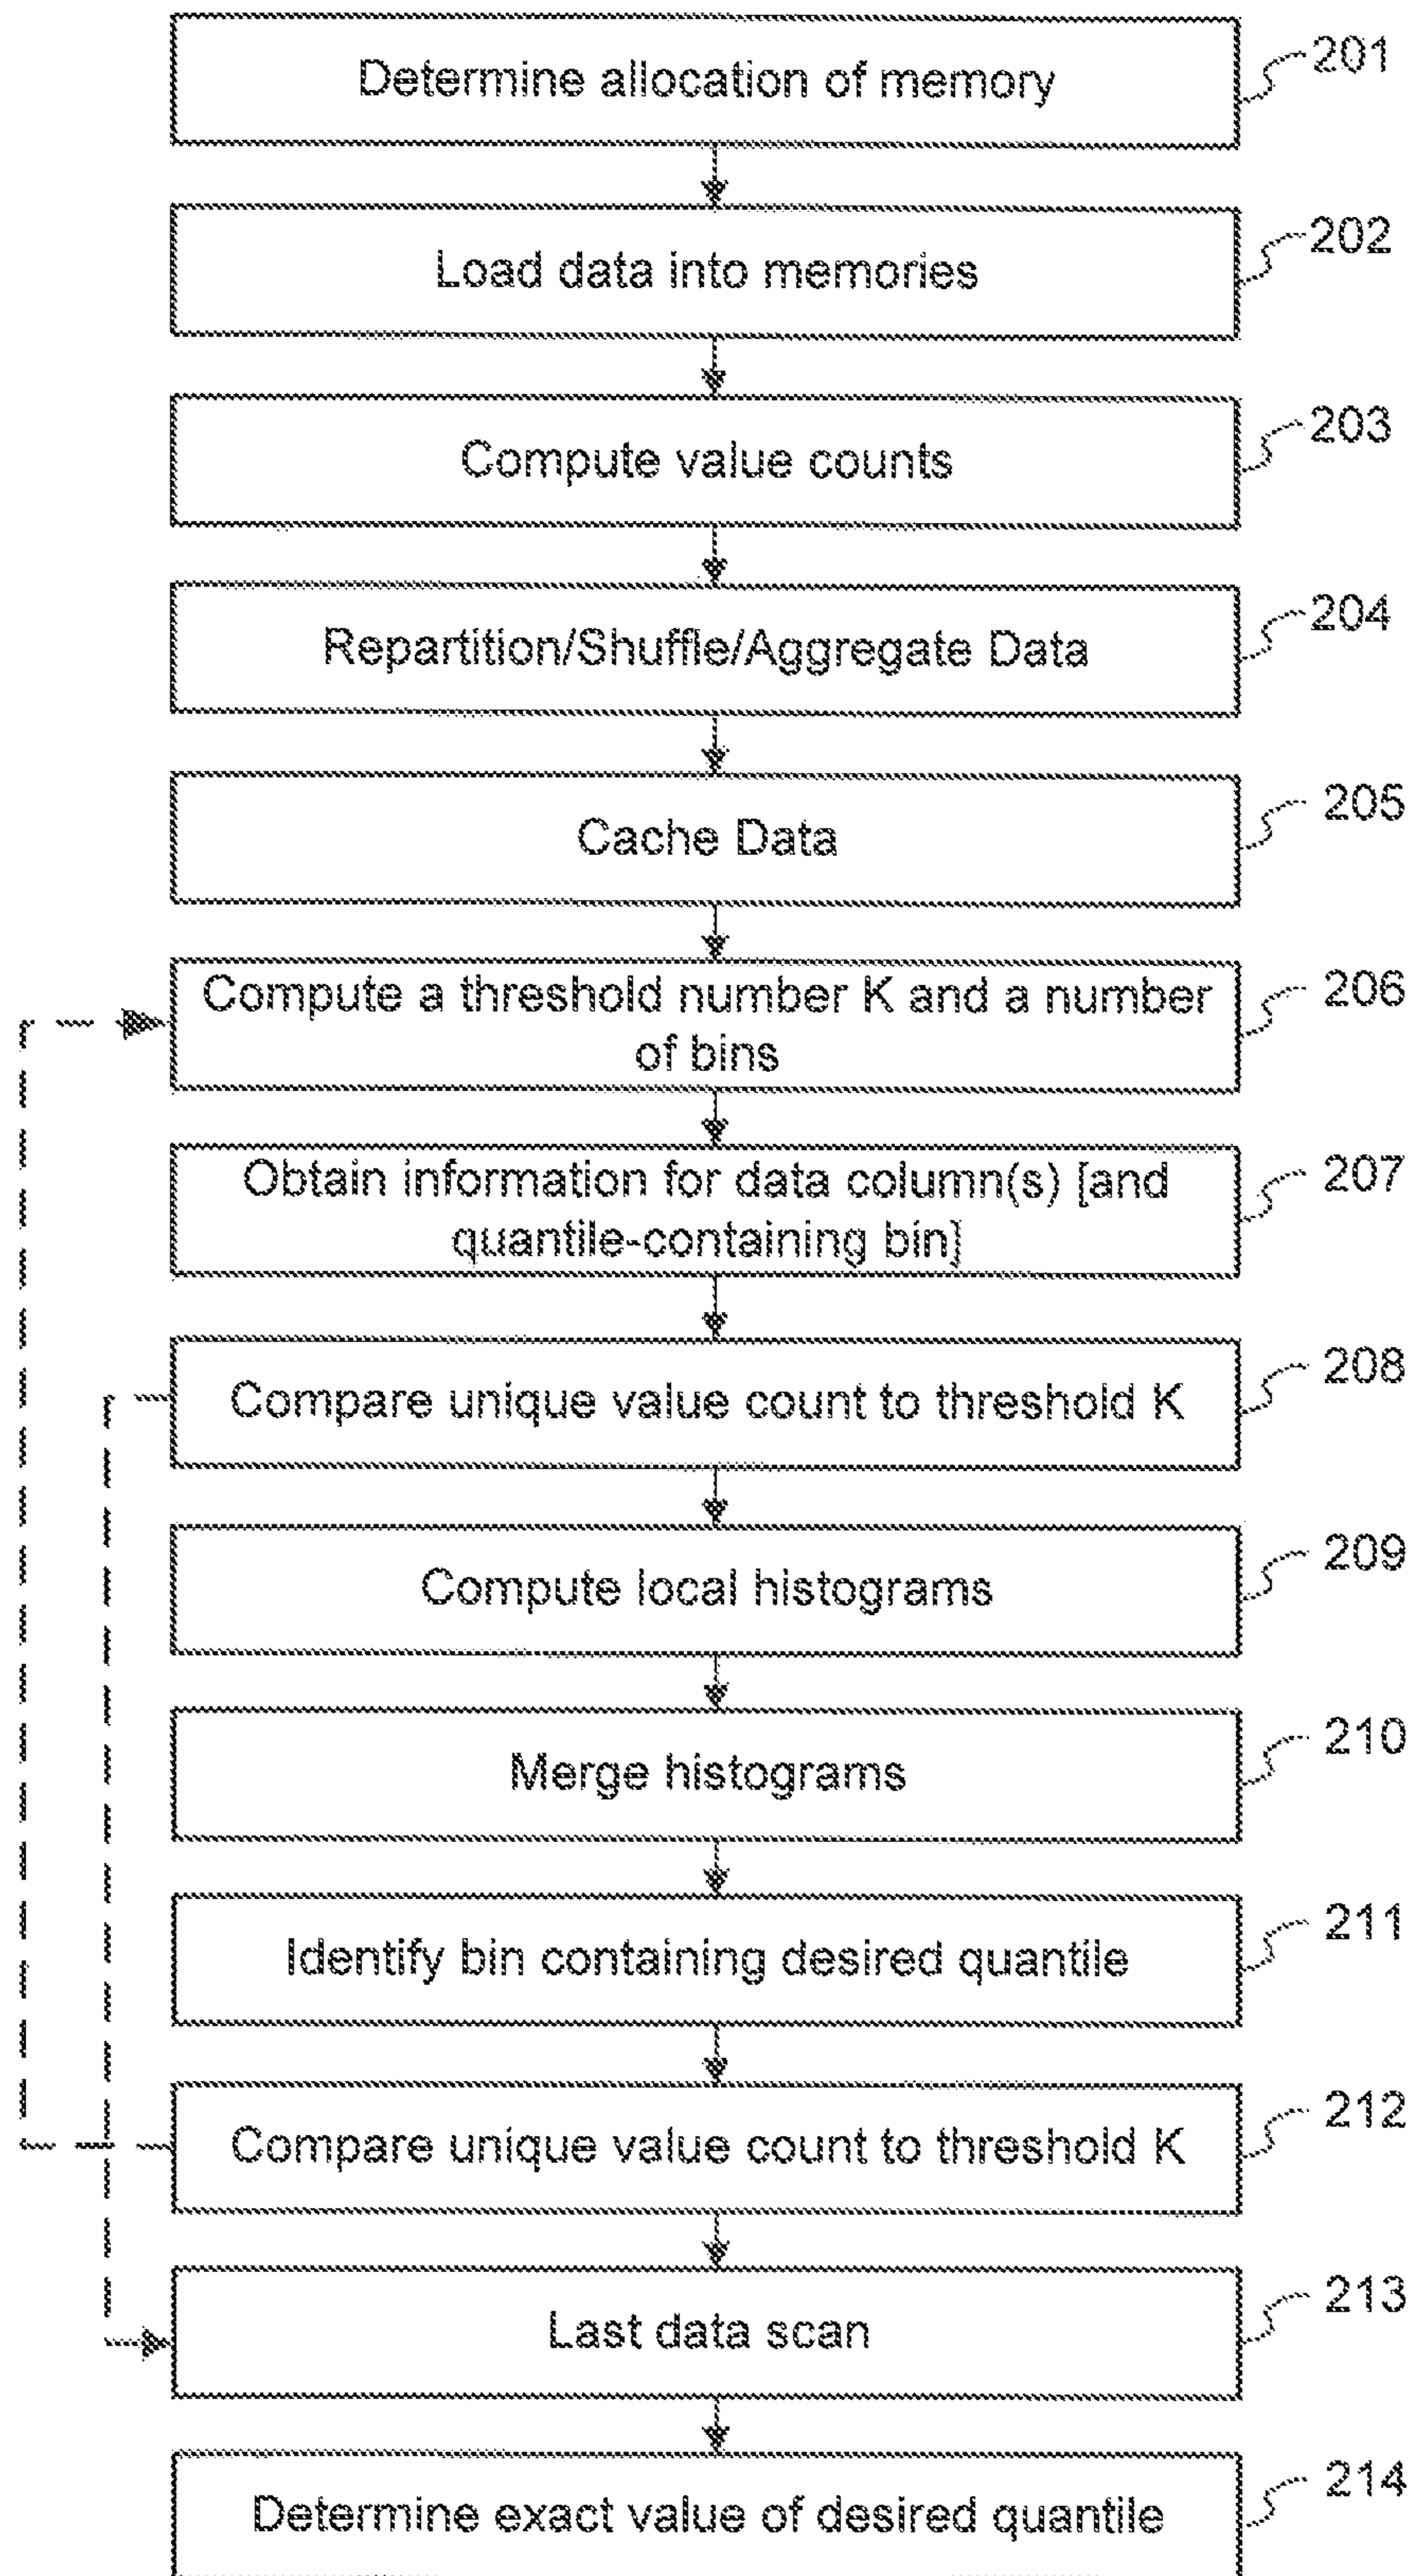 Determine allocation of memory
201
Load data into memories
202
Compute value counts
203
Repartition/Shuffle/Aggregate Data
204
Cache Data
205
Compute a threshold number K and a number
of bins
206
Obtain information for data column(s) [and
quantile-containing bin]
207
Compare unique value count to threshold K
208
Compute local histograms
209
Merge histograms
210
Identify bin containing desired quantile
211
Compare unique value count to threshold K
212
Last data scan
213
Determine exact value of desired quantile
214